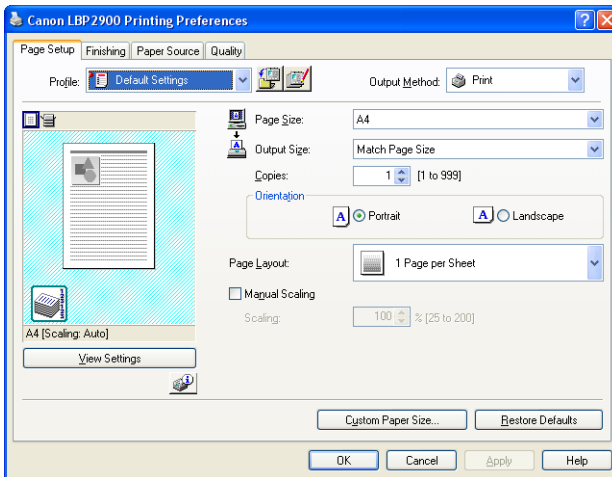 Canon LBP2900 Printing Preferences
Page Setup Finishing Paper Source Quality
Profile: Default Settings Output Method: Print
Page Size: A4
Output Size: Match Page Size
Copies: 1 [1 to 999]
Orientation
A Portrait A Landscape
Page Layout: 1 Page per Sheet
Manual Scaling
Scaling: 100 % [25 to 200]
A4 [Scaling: Auto]
View Settings
Custom Paper Size... Restore Defaults
OK Cancel Apply Help